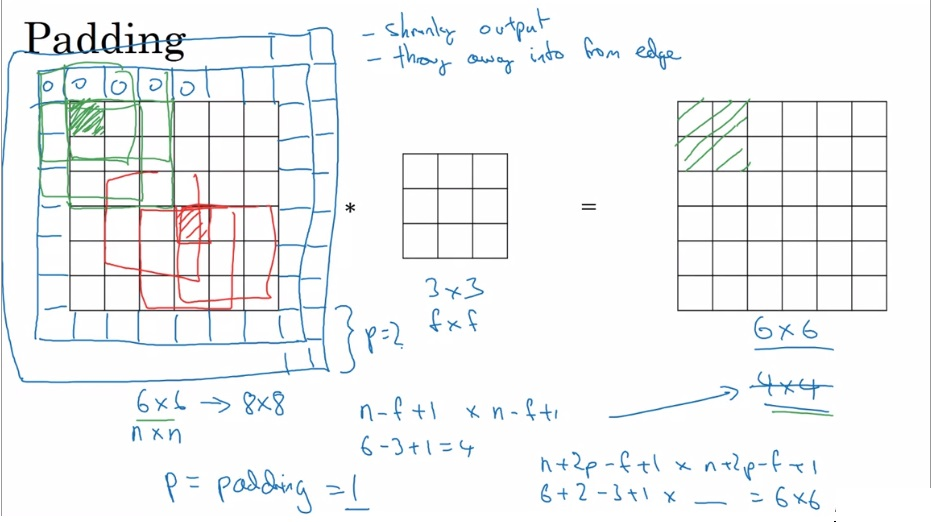 Padding
- shrinky output
- throw away info from edge
0 0 0 0 0
*
=
3 × 3
f × f
p=2
6 × 6
4 × 4
6 × 6 → 8×8
n × n
n-f+1 × n-f+1
6-3+1=4
p = padding = 1
n+2p-f+1 × n+2p-f+1
6+2-3+1 × __ = 6×6